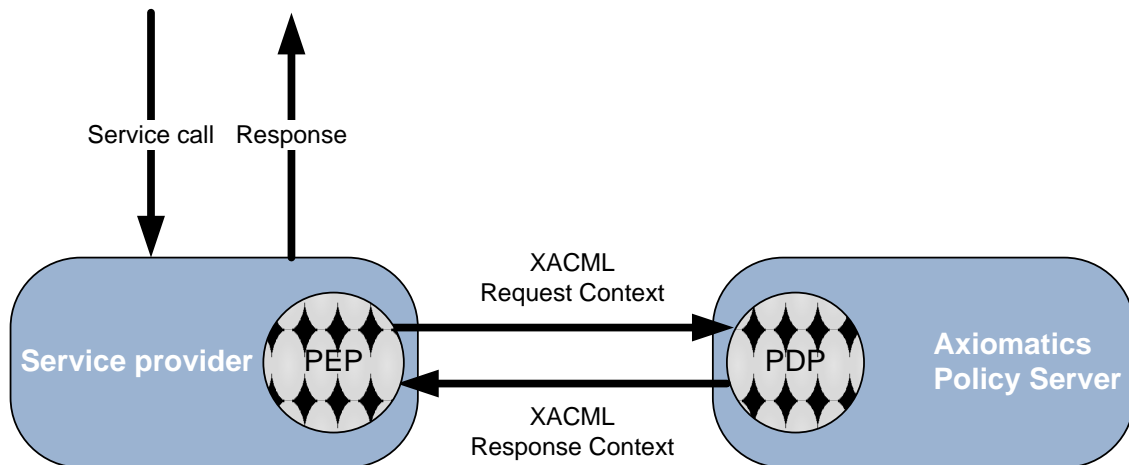 Service call
Response
XACML
Request Context
Service provider
PEP
PDP
Axiomatics
Policy Server
XACML
Response Context